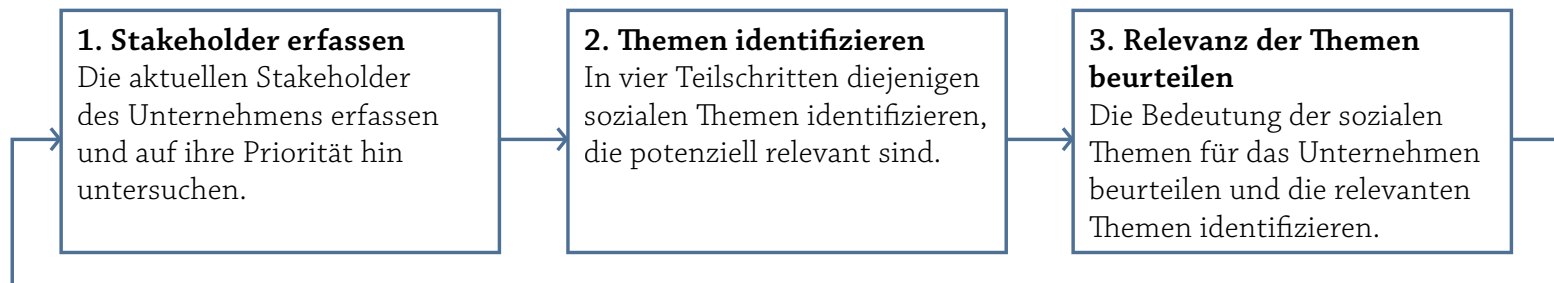 1. Stakeholder erfassen
Die aktuellen Stakeholder
des Unternehmens erfassen
und auf ihre Priorität hin
untersuchen.
2. Themen identifizieren
In vier Teilschritten diejenigen
sozialen Themen identifizieren,
die potenziell relevant sind.
3. Relevanz der Themen
beurteilen
Die Bedeutung der sozialen
Themen für das Unternehmen
beurteilen und die relevanten
Themen identifizieren.